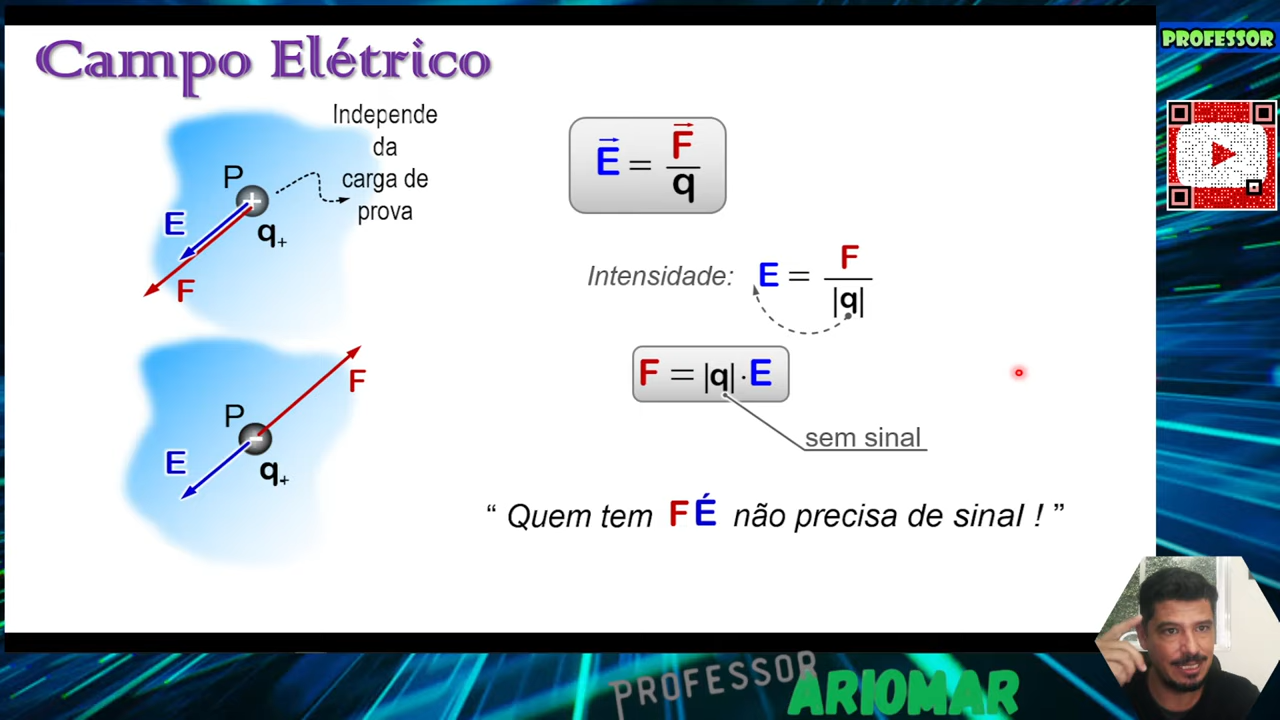 Campo Elétrico
PROFESSOR
Independe
da
carga de
prova
P
+
E
q+
F
E = F/q
Intensidade: E = F/|q|
F = |q| · E
sem sinal
F
P
-
E
q+
“ Quem tem FÉ não precisa de sinal ! ”
PROFESSOR
ARIOMAR